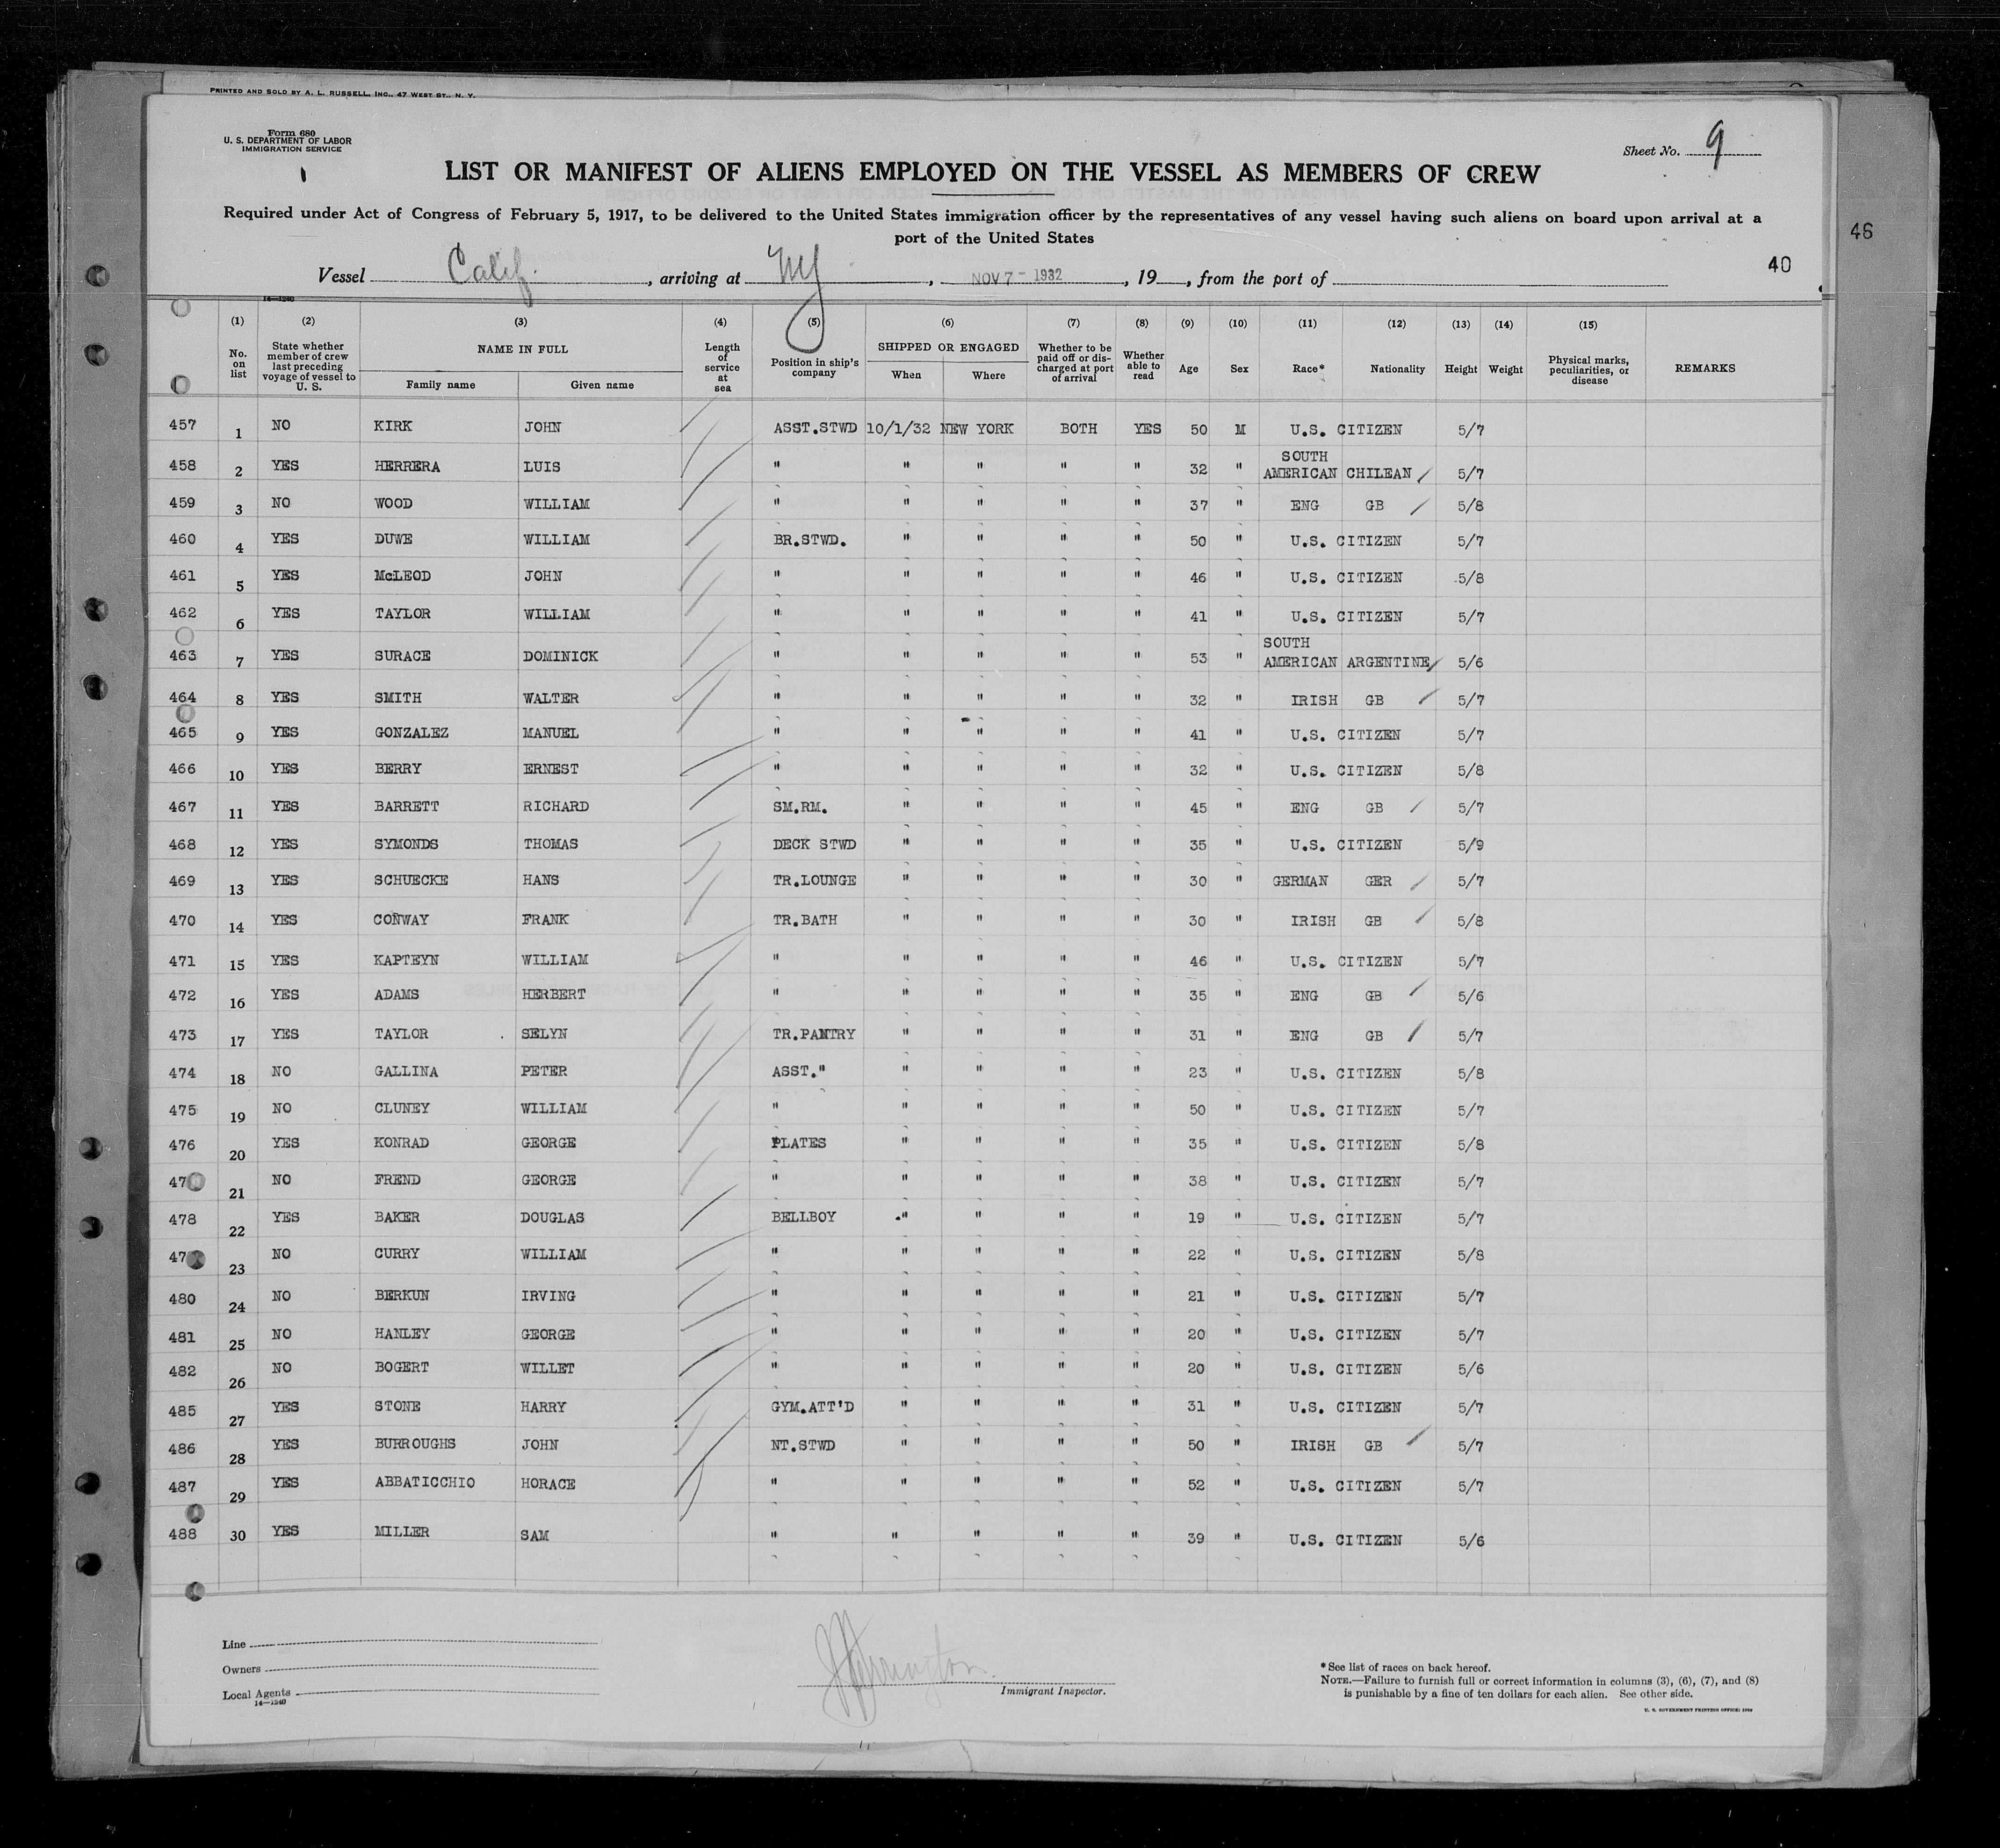 PRINTED AND SOLD BY A. L. RUSSELL, INC., 47 WEST ST., N. Y.
Form 680
U. S. DEPARTMENT OF LABOR
IMMIGRATION SERVICE
Sheet No. 9
LIST OR MANIFEST OF ALIENS EMPLOYED ON THE VESSEL AS MEMBERS OF CREW
Required under Act of Congress of February 5, 1917, to be delivered to the United States immigration officer by the representatives of any vessel having such aliens on board upon arrival at a
port of the United States
46
40
Vessel Calif. , arriving at NY , NOV 7 - 1932 , 19 , from the port of
14—1240
(1) No. on list
(2) State whether member of crew last preceding voyage of vessel to U. S.
(3) NAME IN FULL Family name Given name
(4) Length of service at sea
(5) Position in ship's company
(6) SHIPPED OR ENGAGED When Where
(7) Whether to be paid off or discharged at port of arrival
(8) Whether able to read
(9) Age
(10) Sex
(11) Race*
(12) Nationality
(13) Height
(14) Weight
(15) Physical marks, peculiarities, or disease
REMARKS
457 1 NO KIRK JOHN ASST.STWD 10/1/32 NEW YORK BOTH YES 50 M U.S. CITIZEN 5/7
458 2 YES HERRERA LUIS " " " " " 32 " SOUTH AMERICAN CHILEAN 5/7
459 3 NO WOOD WILLIAM " " " " " 37 " ENG GB 5/8
460 4 YES DUWE WILLIAM BR.STWD. " " " " 50 " U.S. CITIZEN 5/7
461 5 YES McLEOD JOHN " " " " " 46 " U.S. CITIZEN 5/8
462 6 YES TAYLOR WILLIAM " " " " " 41 " U.S. CITIZEN 5/7
463 7 YES SURACE DOMINICK " " " " " 53 " SOUTH AMERICAN ARGENTINE 5/6
464 8 YES SMITH WALTER " " " " " 32 " IRISH GB 5/7
465 9 YES GONZALEZ MANUEL " " " " " 41 " U.S. CITIZEN 5/7
466 10 YES BERRY ERNEST " " " " " 32 " U.S. CITIZEN 5/8
467 11 YES BARRETT RICHARD SM.RM. " " " " 45 " ENG GB 5/7
468 12 YES SYMONDS THOMAS DECK STWD " " " " 35 " U.S. CITIZEN 5/9
469 13 YES SCHUECKE HANS TR.LOUNGE " " " " 30 " GERMAN GER 5/7
470 14 YES CONWAY FRANK TR.BATH " " " " 30 " IRISH GB 5/8
471 15 YES KAPTEYN WILLIAM " " " " " 46 " U.S. CITIZEN 5/7
472 16 YES ADAMS HERBERT " " " " " 35 " ENG GB 5/6
473 17 YES TAYLOR SELYN TR.PANTRY " " " " 31 " ENG GB 5/7
474 18 NO GALLINA PETER ASST." " " " " 23 " U.S. CITIZEN 5/8
475 19 NO CLUNEY WILLIAM " " " " " 50 " U.S. CITIZEN 5/7
476 20 YES KONRAD GEORGE PLATES " " " " 35 " U.S. CITIZEN 5/8
47 21 NO FREND GEORGE " " " " " 38 " U.S. CITIZEN 5/7
478 22 YES BAKER DOUGLAS BELLBOY " " " " 19 " U.S. CITIZEN 5/7
47 23 NO CURRY WILLIAM " " " " " 22 " U.S. CITIZEN 5/8
480 24 NO BERKUN IRVING " " " " " 21 " U.S. CITIZEN 5/7
481 25 NO HANLEY GEORGE " " " " " 20 " U.S. CITIZEN 5/7
482 26 NO BOGERT WILLET " " " " " 20 " U.S. CITIZEN 5/6
485 27 YES STONE HARRY GYM.ATT'D " " " " 31 " U.S. CITIZEN 5/7
486 28 YES BURROUGHS JOHN NT.STWD " " " " 50 " IRISH GB 5/7
487 29 YES ABBATICCHIO HORACE " " " " " 52 " U.S. CITIZEN 5/7
488 30 YES MILLER SAM " " " " " 39 " U.S. CITIZEN 5/6
Line
Owners
Local Agents
14—1240
Immigrant Inspector.
*See list of races on back hereof.
NOTE.—Failure to furnish full or correct information in columns (3), (6), (7), and (8)
is punishable by a fine of ten dollars for each alien. See other side.